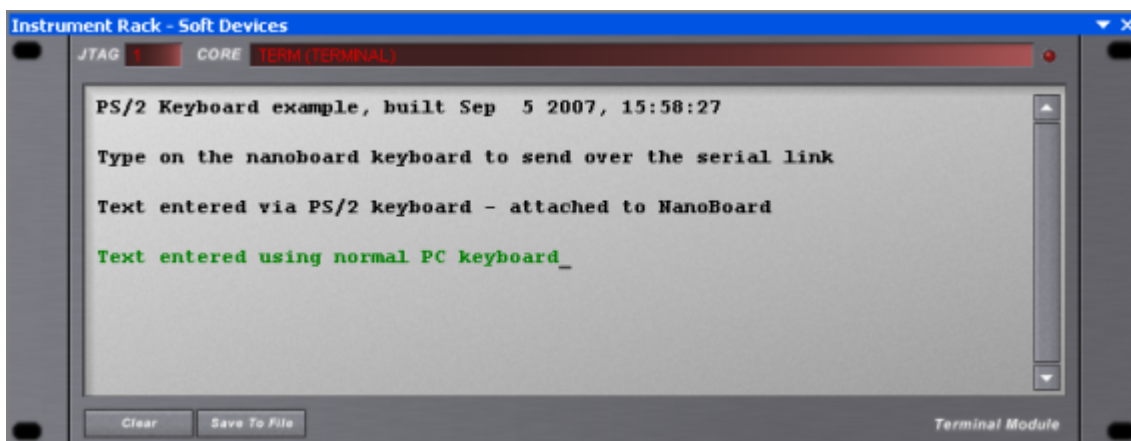 Instrument Rack - Soft Devices
JTAG 1 CORE TERM (TERMINAL)
PS/2 Keyboard example, built Sep  5 2007, 15:58:27
Type on the nanoboard keyboard to send over the serial link
Text entered via PS/2 keyboard - attached to NanoBoard
Text entered using normal PC keyboard_
Clear Save To File Terminal Module